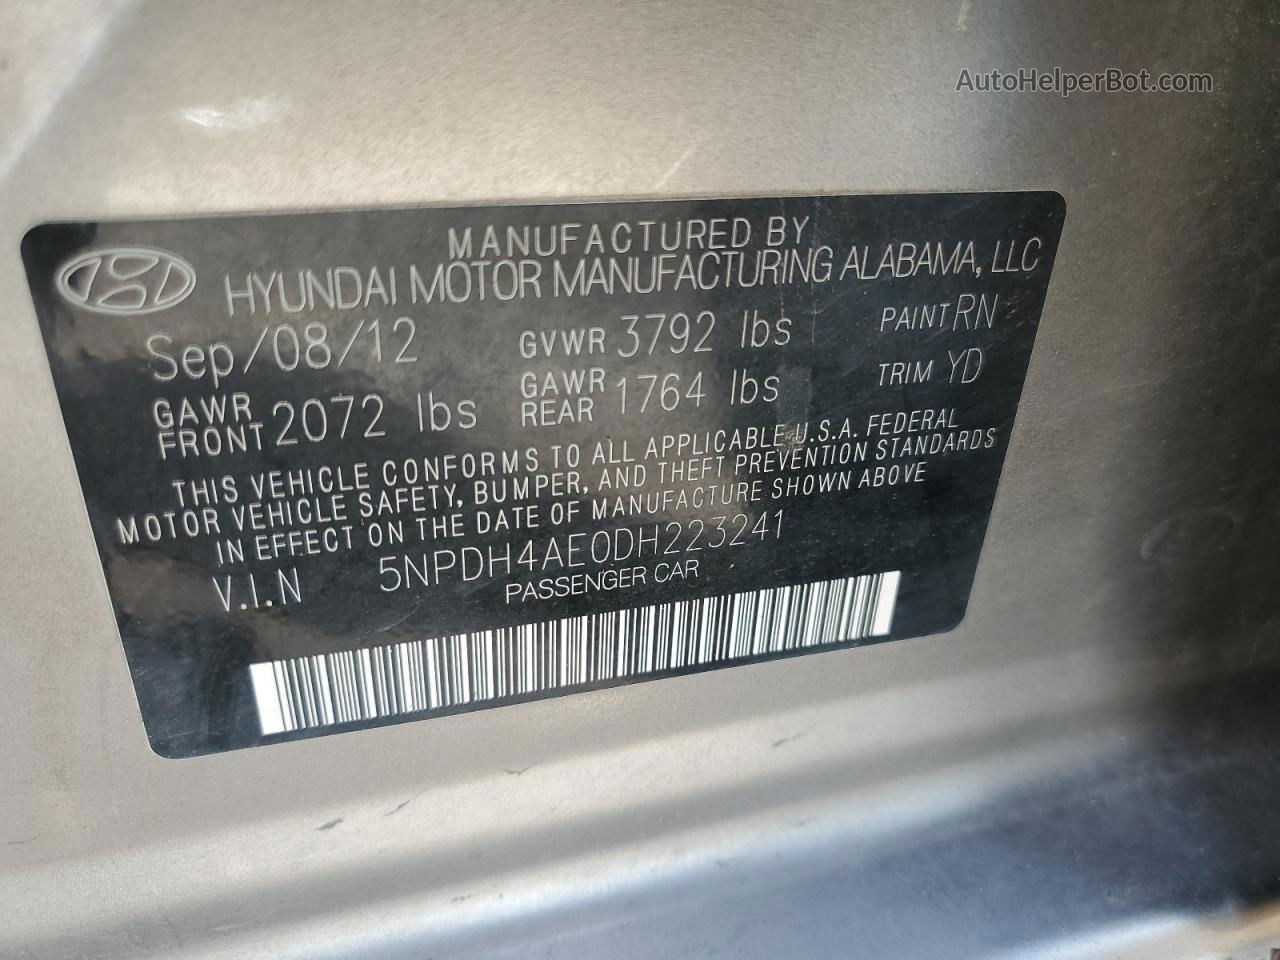 AutoHelperBot.com
MANUFACTURED BY
HYUNDAI MOTOR MANUFACTURING ALABAMA, LLC
Sep/08/12 GVWR 3792 lbs PAINT RN
GAWR FRONT 2072 lbs GAWR REAR 1764 lbs TRIM YD
THIS VEHICLE CONFORMS TO ALL APPLICABLE U.S.A. FEDERAL
MOTOR VEHICLE SAFETY, BUMPER, AND THEFT PREVENTION STANDARDS
IN EFFECT ON THE DATE OF MANUFACTURE SHOWN ABOVE
V.I.N 5NPDH4AE0DH223241
PASSENGER CAR